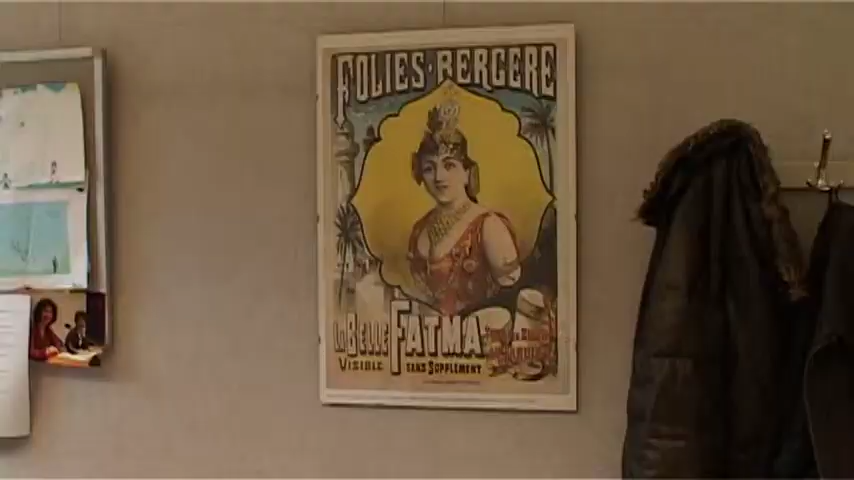 FOLIES-BERGERE
LA BELLE FATMA
VISIBLE SANS SUPPLEMENT